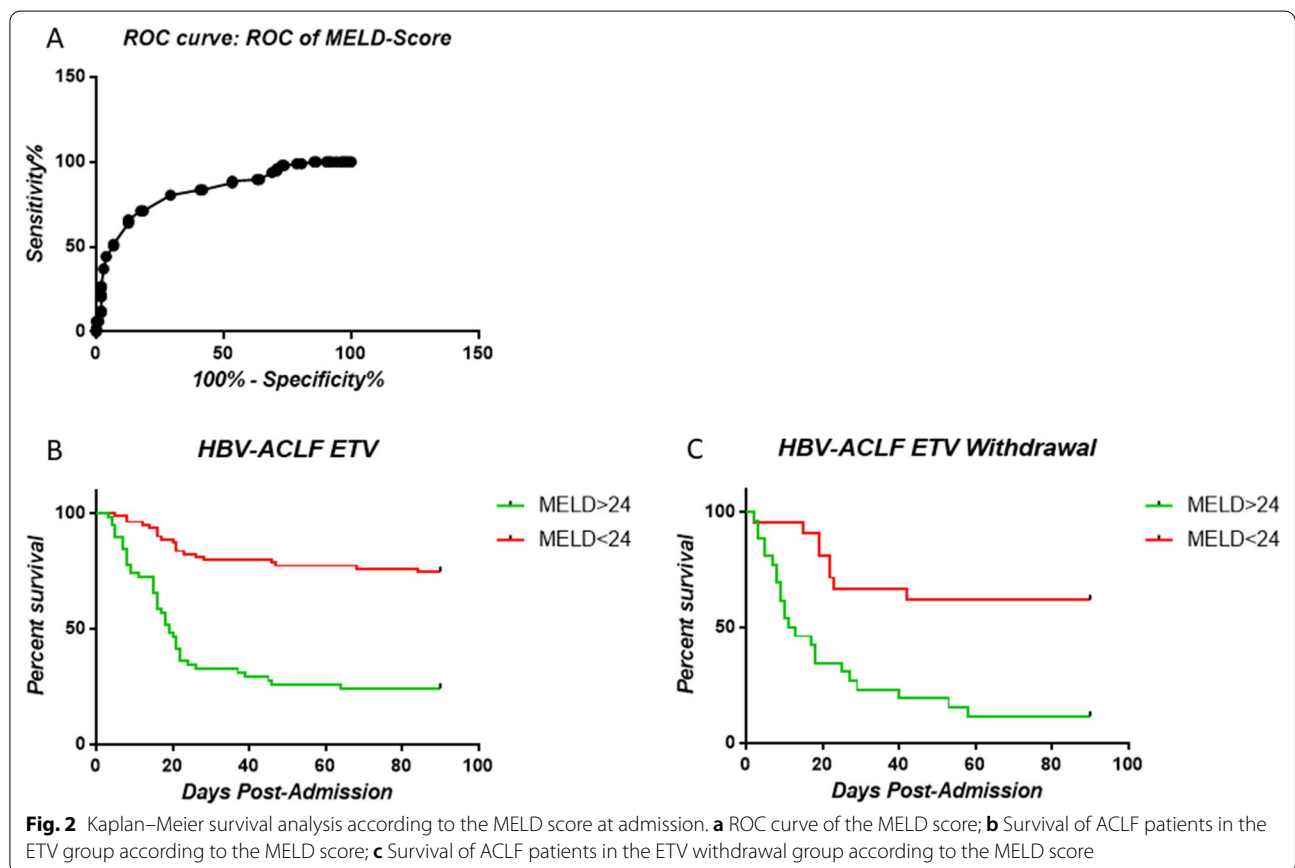 A
ROC curve: ROC of MELD-Score
150
100
50
0
Sensitivity%
0 50 100 150
100% - Specificity%
B
HBV-ACLF ETV
100
50
0
Percent survival
0 20 40 60 80 100
Days Post-Admission
MELD>24
MELD<24
C
HBV-ACLF ETV Withdrawal
100
50
0
Percent survival
0 20 40 60 80 100
Days Post-Admission
MELD>24
MELD<24
Fig. 2 Kaplan–Meier survival analysis according to the MELD score at admission. a ROC curve of the MELD score; b Survival of ACLF patients in the
ETV group according to the MELD score; c Survival of ACLF patients in the ETV withdrawal group according to the MELD score